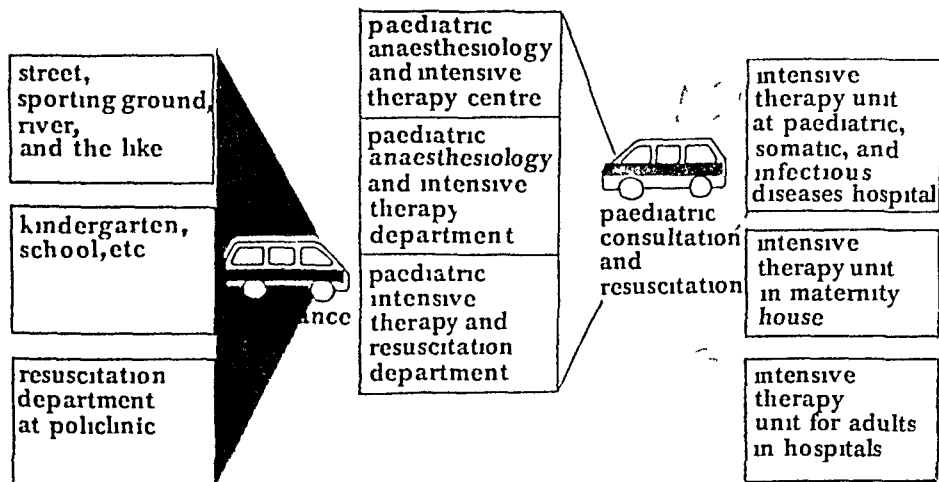 street,
sporting ground,
river,
and the like
kindergarten,
school, etc
resuscitation
department
at policlinic
paediatric
anaesthesiology
and intensive
therapy centre
paediatric
anaesthesiology
and intensive
therapy
department
paediatric
intensive
therapy and
resuscitation
department
paediatric
consultation
and
resuscitation
intensive
therapy unit
at paediatric,
somatic, and
infectious
diseases hospital
intensive
therapy unit
in maternity
house
intensive
therapy
unit for adults
in hospitals